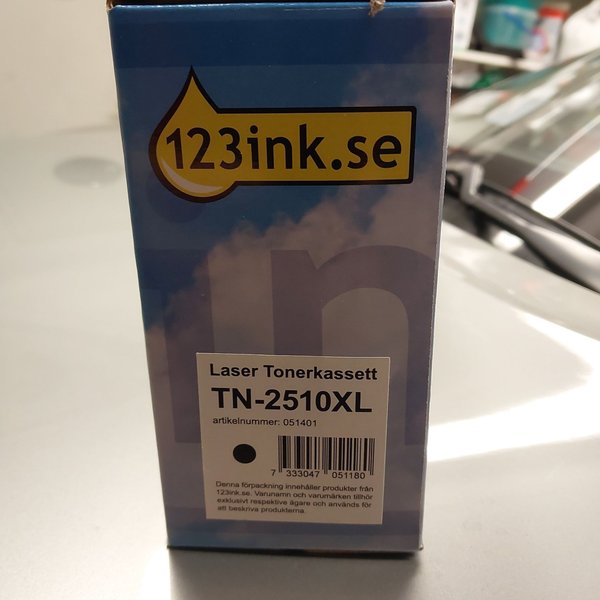 123ink.se
in
Laser Tonerkassett
TN-2510XL
artikelnummer: 051401
7 333047 051180
Denna förpackning innehåller produkter från
123ink.se. Varunamn och varumärken tillhör
exklusivt respektive ägare och används för
att beskriva produkterna.